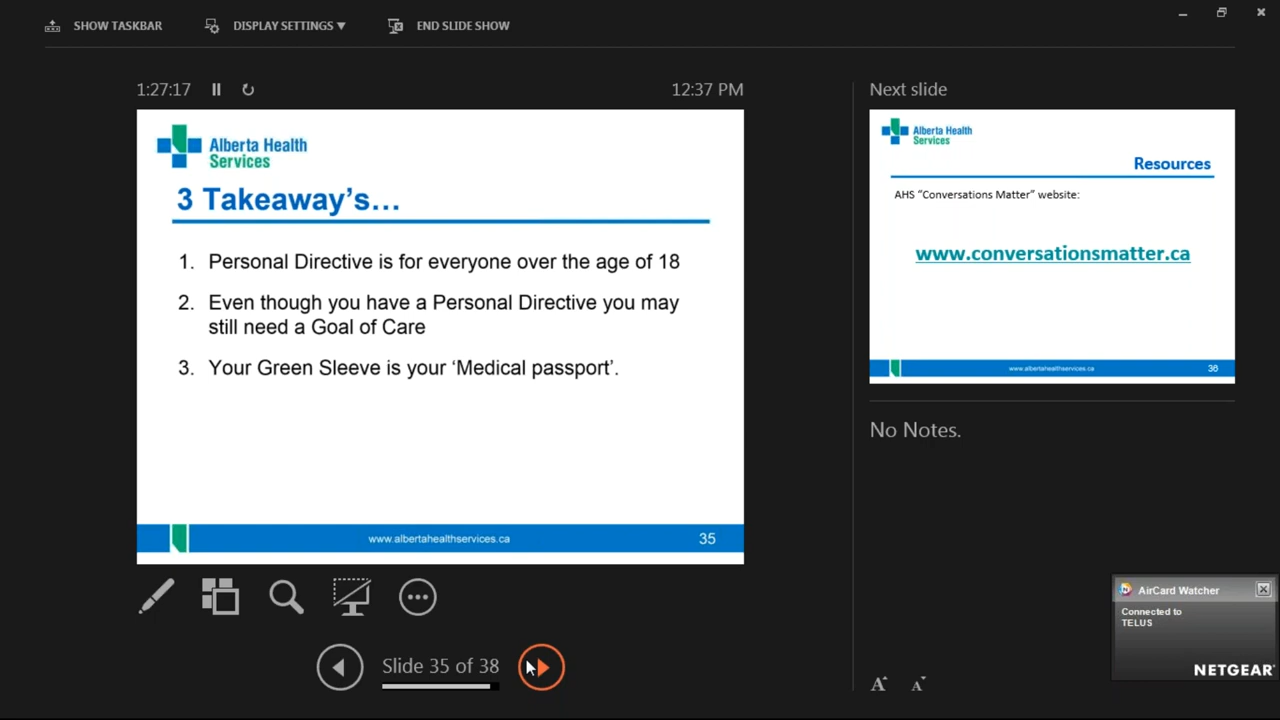 SHOW TASKBAR
DISPLAY SETTINGS ▼
END SLIDE SHOW
1:27:17
12:37 PM
Alberta Health
Services
3 Takeaway’s…
1. Personal Directive is for everyone over the age of 18
2. Even though you have a Personal Directive you may
still need a Goal of Care
3. Your Green Sleeve is your ‘Medical passport’.
www.albertahealthservices.ca
35
Slide 35 of 38
Next slide
Alberta Health
Services
Resources
AHS “Conversations Matter” website:
www.conversationsmatter.ca
www.albertahealthservices.ca
36
No Notes.
AirCard Watcher
Connected to
TELUS
NETGEAR
A A